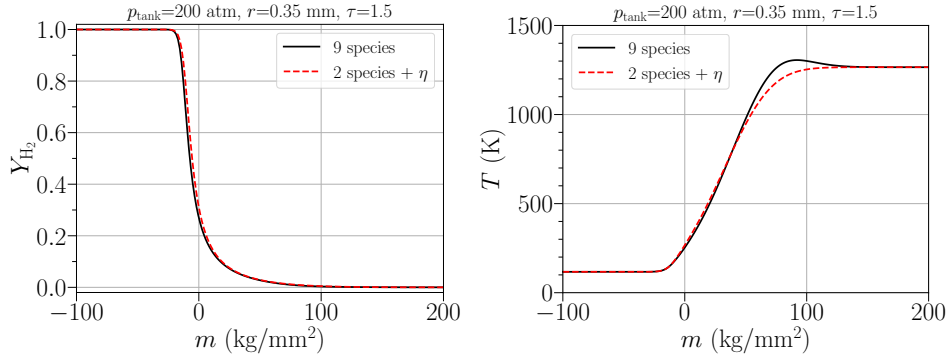 p_tank=200 atm, r=0.35 mm, τ=1.5
1.0
0.8
0.6
0.4
0.2
0.0
Y_H₂
9 species
2 species + η
−100
0
100
200
m (kg/mm²)
p_tank=200 atm, r=0.35 mm, τ=1.5
1500
1000
500
0
T (K)
9 species
2 species + η
−100
0
100
200
m (kg/mm²)